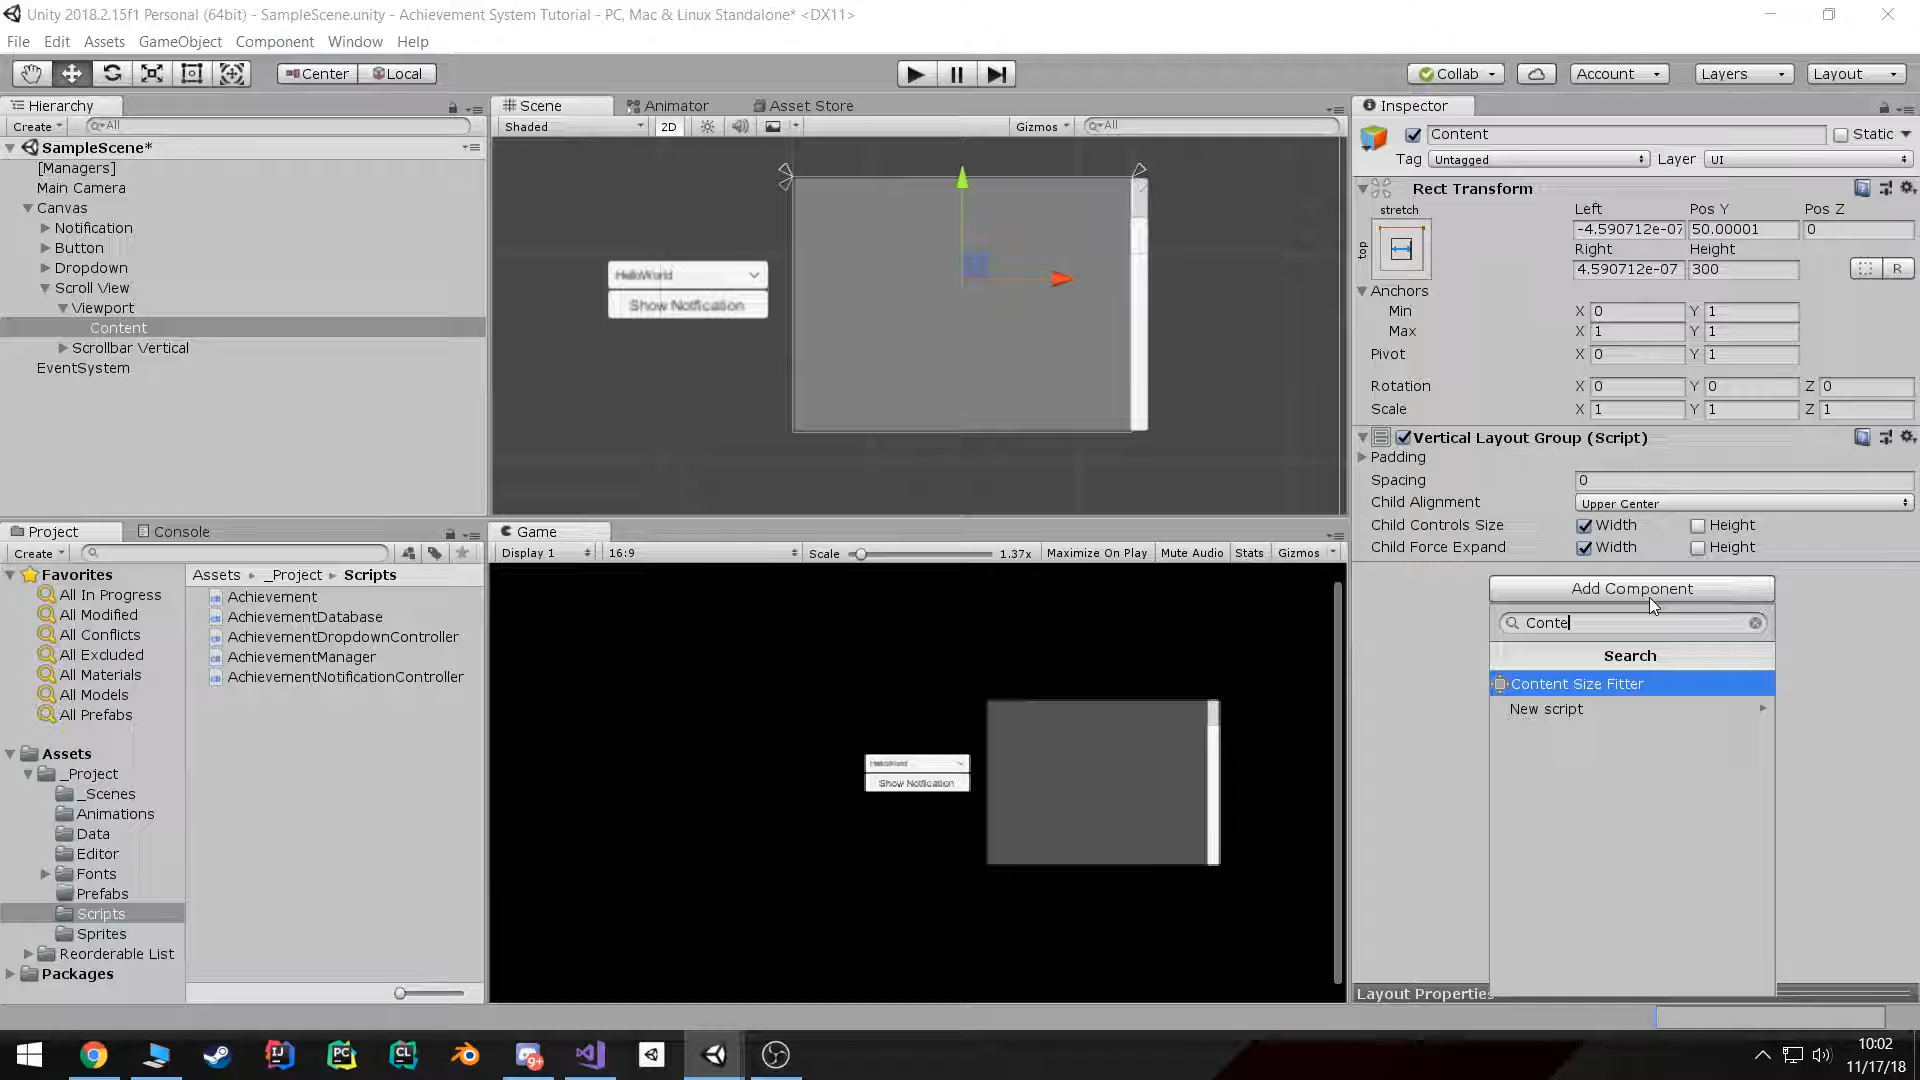 Unity 2018.2.15f1 Personal (64bit) - SampleScene.unity - Achievement System Tutorial - PC, Mac & Linux Standalone* <DX11>
File Edit Assets GameObject Component Window Help
Center Local Collab Account Layers Layout
Hierarchy
Create All
SampleScene*
[Managers]
Main Camera
Canvas
Notification
Button
Dropdown
Scroll View
Viewport
Content
Scrollbar Vertical
EventSystem
Scene Animator Asset Store
Shaded 2D Gizmos All
HelloWorld
Show Notification
Inspector
Content Static
Tag Untagged Layer UI
Rect Transform
stretch
top
Left Pos Y Pos Z
-4.590712e-07 50.00001 0
Right Height
4.590712e-07 300 R
Anchors
Min X 0 Y 1
Max X 1 Y 1
Pivot X 0 Y 1
Rotation X 0 Y 0 Z 0
Scale X 1 Y 1 Z 1
Vertical Layout Group (Script)
Padding
Spacing 0
Child Alignment Upper Center
Child Controls Size Width Height
Child Force Expand Width Height
Add Component
Conte
Search
Content Size Fitter
New script
Layout Properties
Project Console
Create
Favorites
All In Progress
All Modified
All Conflicts
All Excluded
All Materials
All Models
All Prefabs
Assets
_Project
_Scenes
Animations
Data
Editor
Fonts
Prefabs
Scripts
Sprites
Reorderable List
Packages
Assets _Project Scripts
Achievement
AchievementDatabase
AchievementDropdownController
AchievementManager
AchievementNotificationController
Game
Display 1 16:9 Scale 1.37x Maximize On Play Mute Audio Stats Gizmos
HelloWorld
Show Notification
10:02
11/17/18